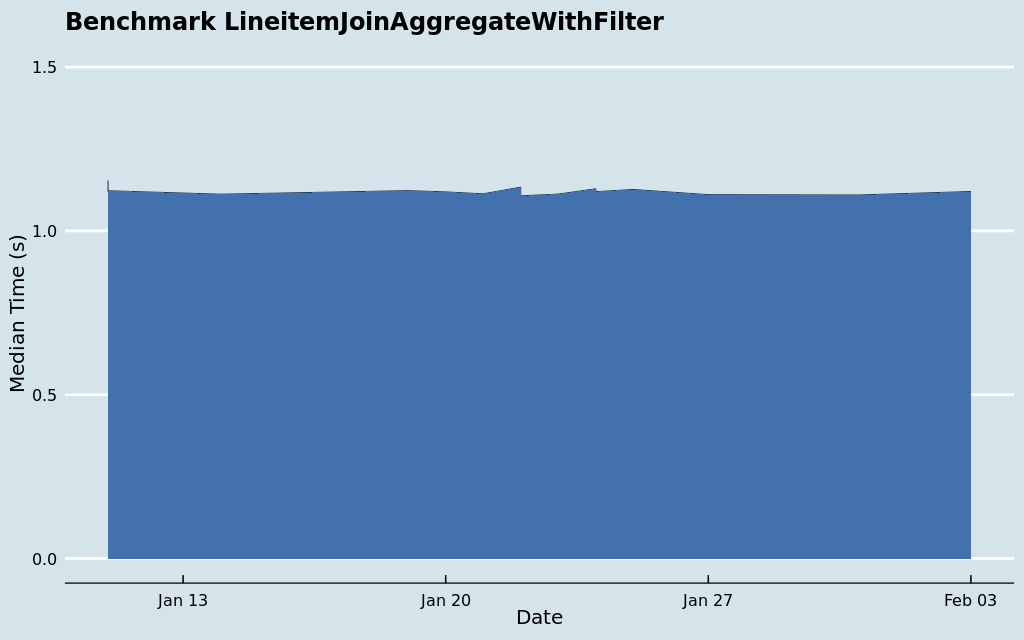 Benchmark LineitemJoinAggregateWithFilter
1.5
1.0
0.5
0.0
Median Time (s)
Jan 13
Jan 20
Jan 27
Feb 03
Date